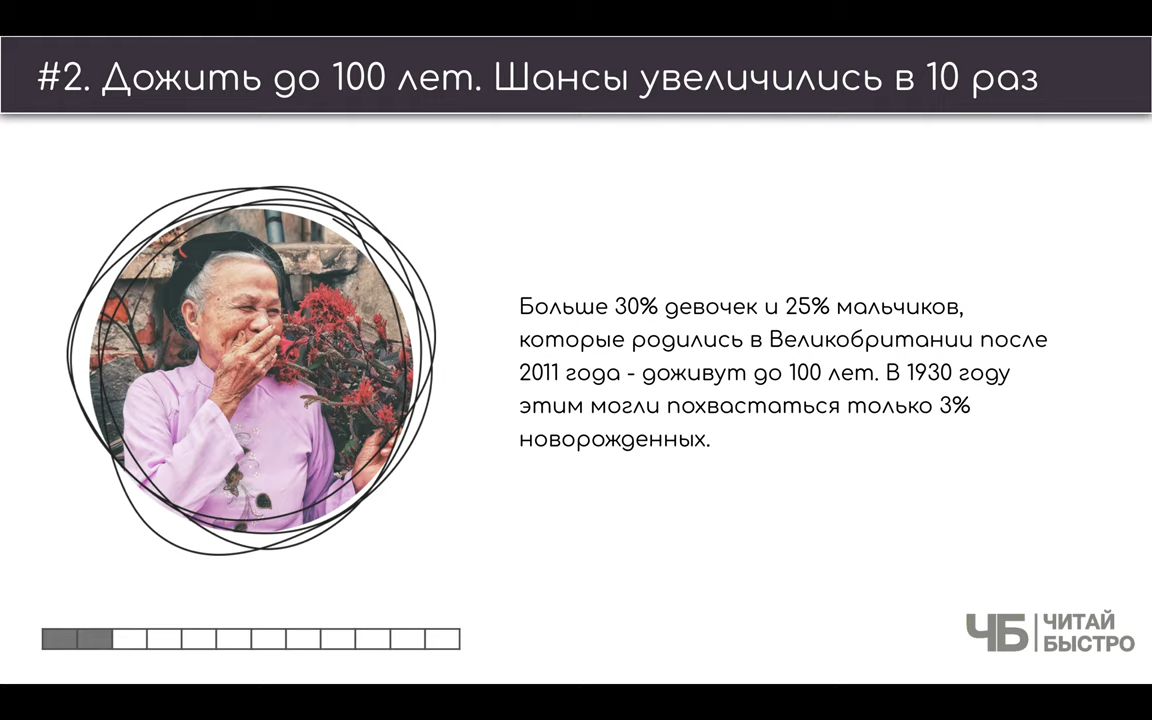 #2. Дожить до 100 лет. Шансы увеличились в 10 раз
Больше 30% девочек и 25% мальчиков,
которые родились в Великобритании после
2011 года - доживут до 100 лет. В 1930 году
этим могли похвастаться только 3%
новорожденных.
ЧБ | ЧИТАЙ
БЫСТРО